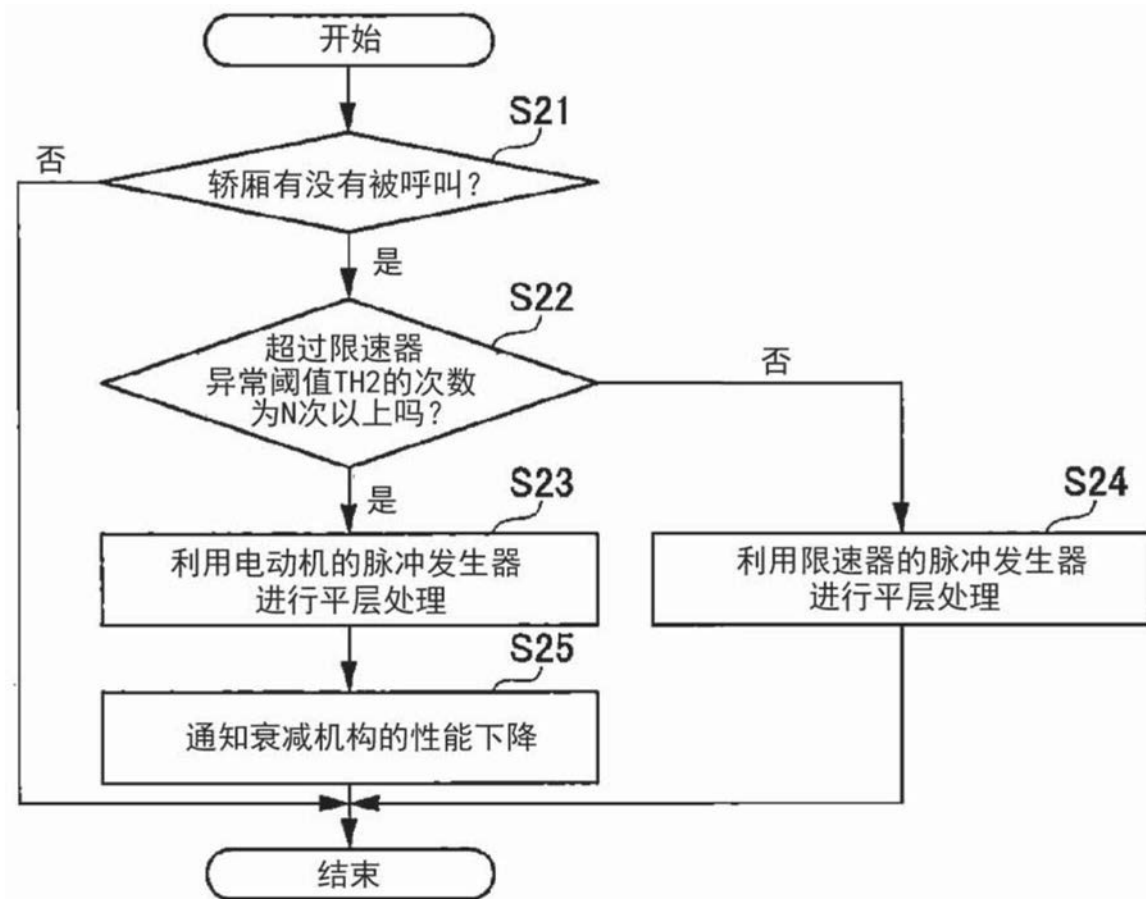 开始
S21
否
轿厢有没有被呼叫?
是
S22
超过限速器
异常阈值TH2的次数
为N次以上吗?
否
是
S23
利用电动机的脉冲发生器
进行平层处理
S24
利用限速器的脉冲发生器
进行平层处理
S25
通知衰减机构的性能下降
结束